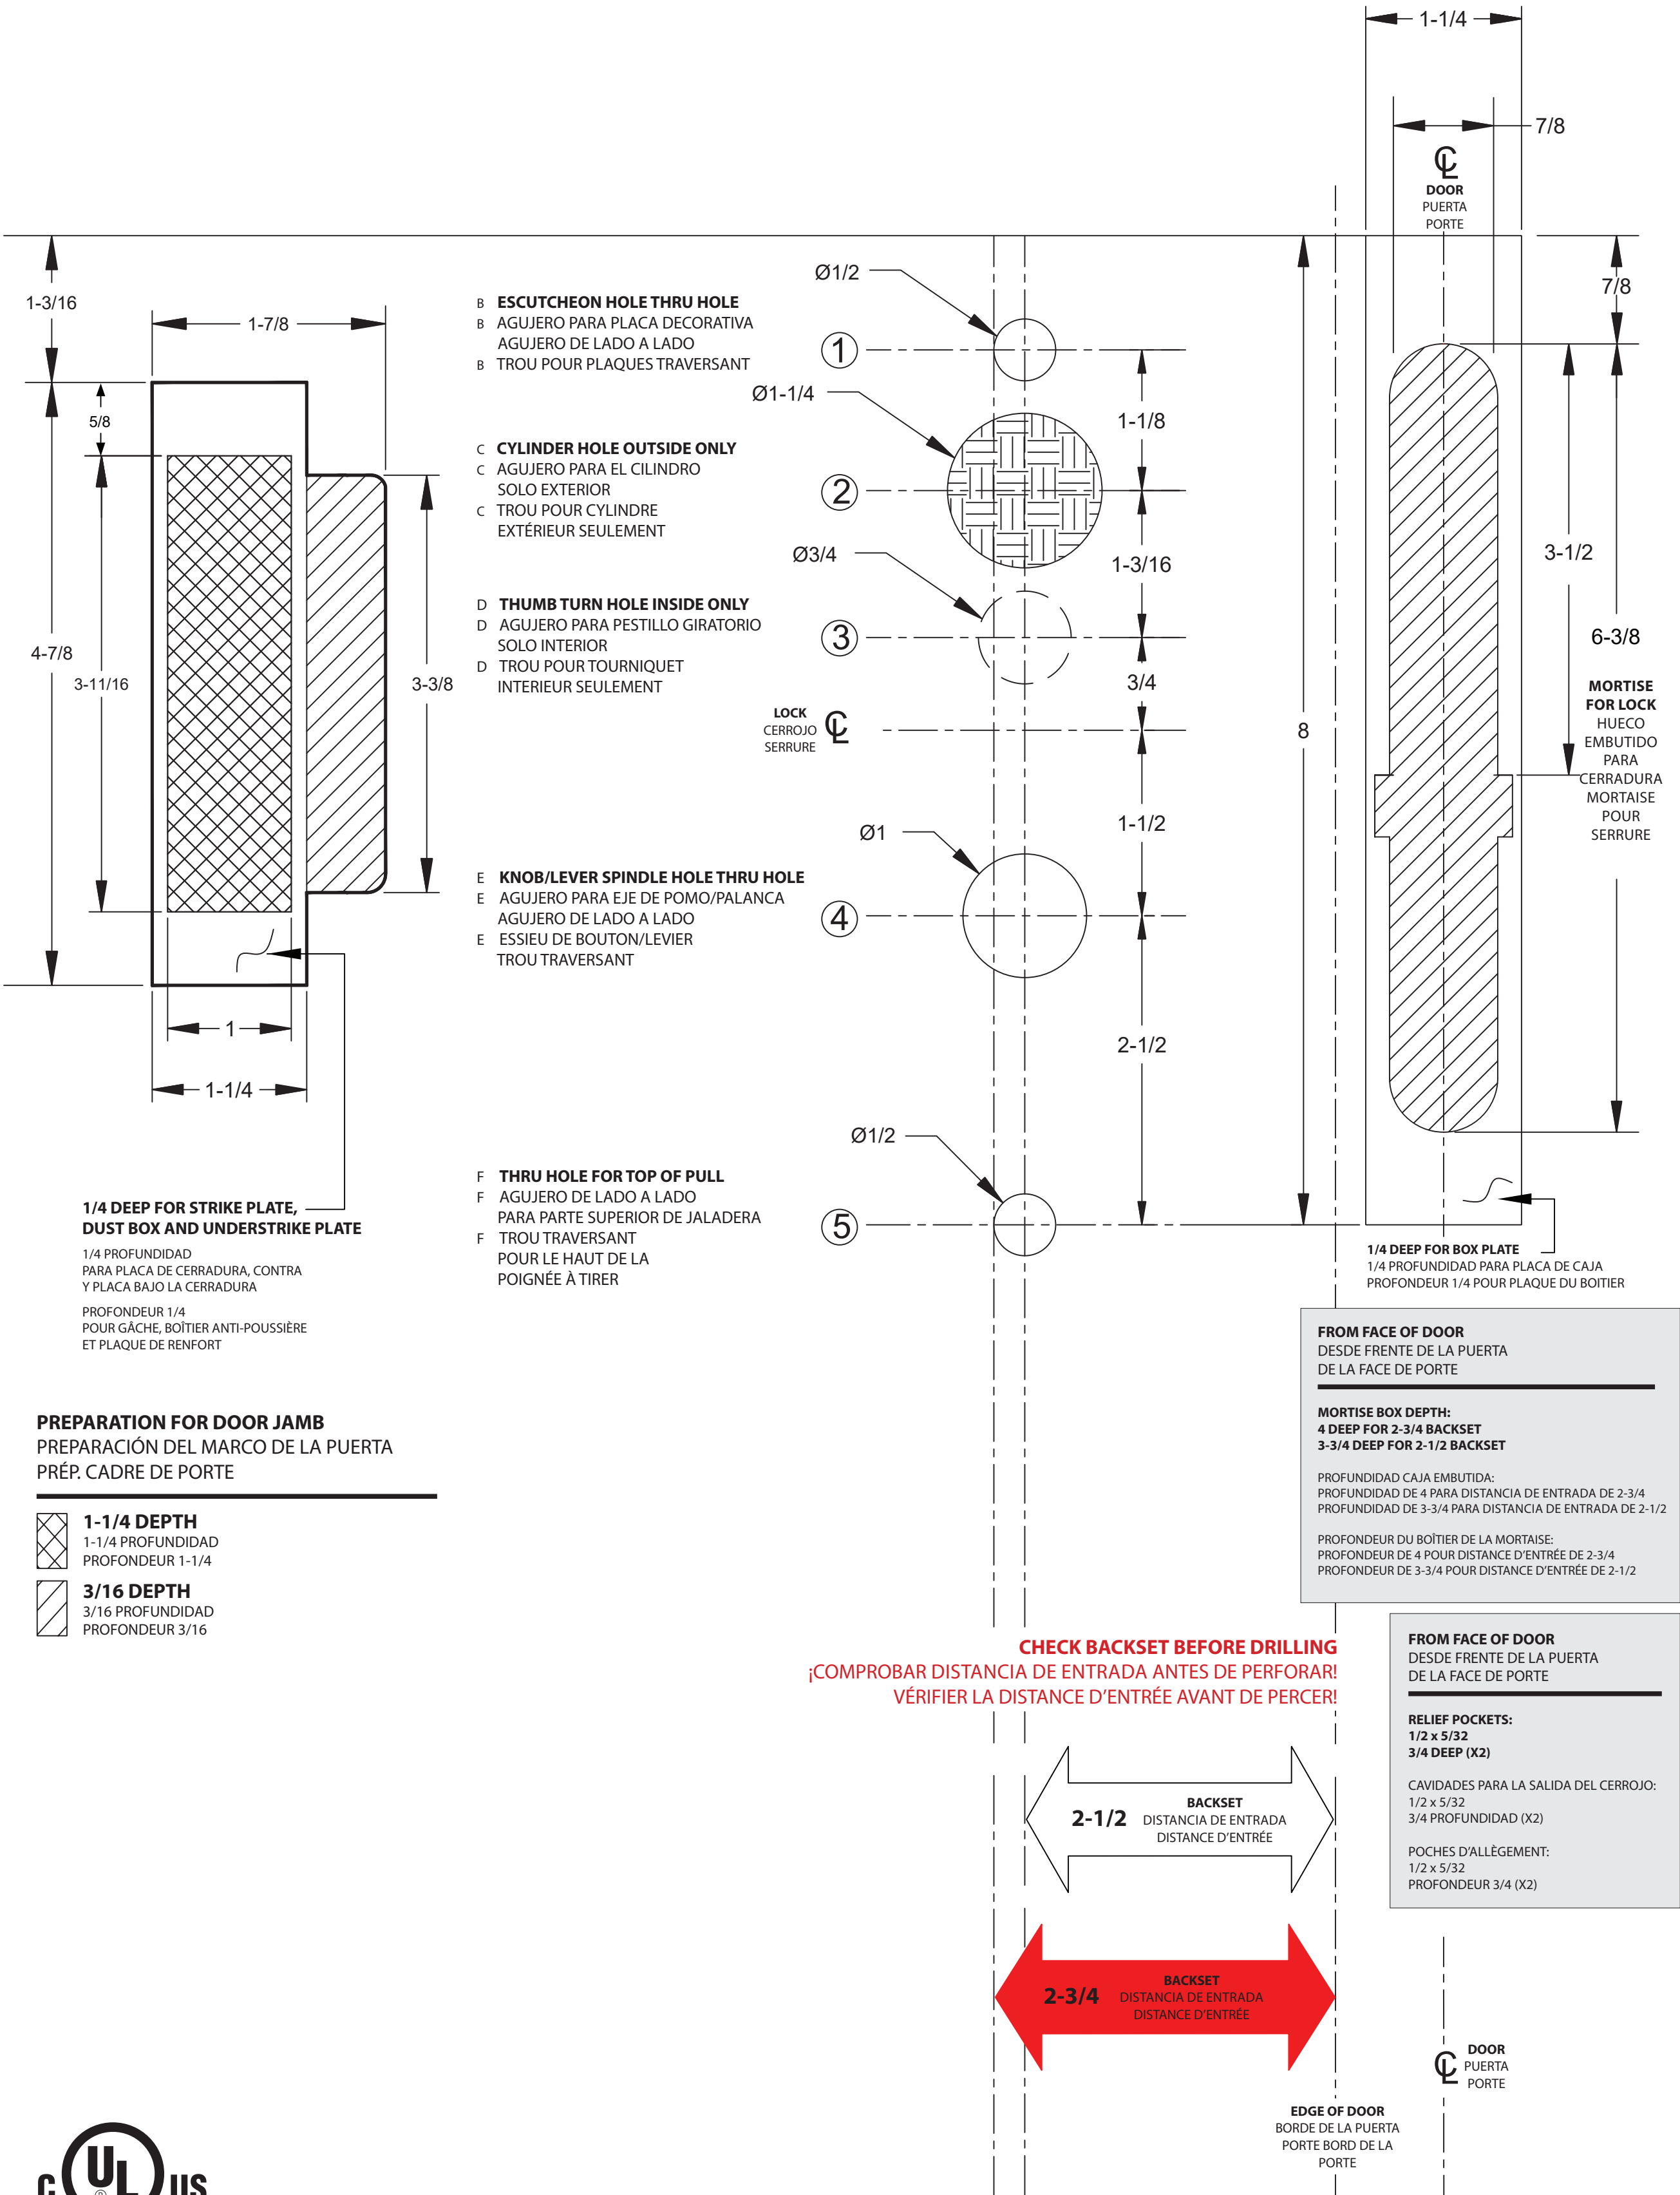 1-1/4
7/8
℄
DOOR
PUERTA
PORTE
1-3/16
1-7/8
5/8
4-7/8
3-11/16
3-3/8
1
1-1/4
1/4 DEEP FOR STRIKE PLATE,
DUST BOX AND UNDERSTRIKE PLATE
1/4 PROFUNDIDAD
PARA PLACA DE CERRADURA, CONTRA
Y PLACA BAJO LA CERRADURA
PROFONDEUR 1/4
POUR GÂCHE, BOÎTIER ANTI-POUSSIÈRE
ET PLAQUE DE RENFORT
PREPARATION FOR DOOR JAMB
PREPARACIÓN DEL MARCO DE LA PUERTA
PRÉP. CADRE DE PORTE
1-1/4 DEPTH
1-1/4 PROFUNDIDAD
PROFONDEUR 1-1/4
3/16 DEPTH
3/16 PROFUNDIDAD
PROFONDEUR 3/16
B ESCUTCHEON HOLE THRU HOLE
B AGUJERO PARA PLACA DECORATIVA
AGUJERO DE LADO A LADO
B TROU POUR PLAQUES TRAVERSANT
C CYLINDER HOLE OUTSIDE ONLY
C AGUJERO PARA EL CILINDRO
SOLO EXTERIOR
C TROU POUR CYLINDRE
EXTÉRIEUR SEULEMENT
D THUMB TURN HOLE INSIDE ONLY
D AGUJERO PARA PESTILLO GIRATORIO
SOLO INTERIOR
D TROU POUR TOURNIQUET
INTERIEUR SEULEMENT
LOCK
CERROJO
SERRURE
℄
E KNOB/LEVER SPINDLE HOLE THRU HOLE
E AGUJERO PARA EJE DE POMO/PALANCA
AGUJERO DE LADO A LADO
E ESSIEU DE BOUTON/LEVIER
TROU TRAVERSANT
F THRU HOLE FOR TOP OF PULL
F AGUJERO DE LADO A LADO
PARA PARTE SUPERIOR DE JALADERA
F TROU TRAVERSANT
POUR LE HAUT DE LA
POIGNÉE À TIRER
Ø1/2
1
Ø1-1/4
1-1/8
2
Ø3/4
1-3/16
3
3/4
1-1/2
Ø1
4
2-1/2
Ø1/2
5
8
7/8
3-1/2
6-3/8
MORTISE
FOR LOCK
HUECO
EMBUTIDO
PARA
CERRADURA
MORTAISE
POUR
SERRURE
1/4 DEEP FOR BOX PLATE
1/4 PROFUNDIDAD PARA PLACA DE CAJA
PROFONDEUR 1/4 POUR PLAQUE DU BOITIER
FROM FACE OF DOOR
DESDE FRENTE DE LA PUERTA
DE LA FACE DE PORTE
MORTISE BOX DEPTH:
4 DEEP FOR 2-3/4 BACKSET
3-3/4 DEEP FOR 2-1/2 BACKSET
PROFUNDIDAD CAJA EMBUTIDA:
PROFUNDIDAD DE 4 PARA DISTANCIA DE ENTRADA DE 2-3/4
PROFUNDIDAD DE 3-3/4 PARA DISTANCIA DE ENTRADA DE 2-1/2
PROFONDEUR DU BOÎTIER DE LA MORTAISE:
PROFONDEUR DE 4 POUR DISTANCE D’ENTRÉE DE 2-3/4
PROFONDEUR DE 3-3/4 POUR DISTANCE D’ENTRÉE DE 2-1/2
FROM FACE OF DOOR
DESDE FRENTE DE LA PUERTA
DE LA FACE DE PORTE
RELIEF POCKETS:
1/2 x 5/32
3/4 DEEP (X2)
CAVIDADES PARA LA SALIDA DEL CERROJO:
1/2 x 5/32
3/4 PROFUNDIDAD (X2)
POCHES D’ALLÈGEMENT:
1/2 x 5/32
PROFONDEUR 3/4 (X2)
CHECK BACKSET BEFORE DRILLING
¡COMPROBAR DISTANCIA DE ENTRADA ANTES DE PERFORAR!
VÉRIFIER LA DISTANCE D’ENTRÉE AVANT DE PERCER!
2-1/2
BACKSET
DISTANCIA DE ENTRADA
DISTANCE D’ENTRÉE
2-3/4
BACKSET
DISTANCIA DE ENTRADA
DISTANCE D’ENTRÉE
℄
DOOR
PUERTA
PORTE
EDGE OF DOOR
BORDE DE LA PUERTA
PORTE BORD DE LA
PORTE
C UL ® US